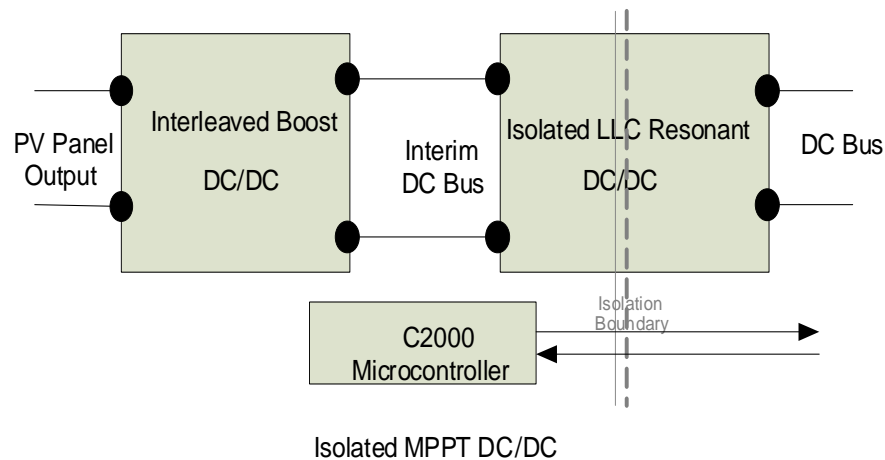 PV Panel
Output
Interleaved Boost
DC/DC
Interim
DC Bus
Isolated LLC Resonant
DC/DC
DC Bus
Isolation
Boundary
C2000
Microcontroller
Isolated MPPT DC/DC